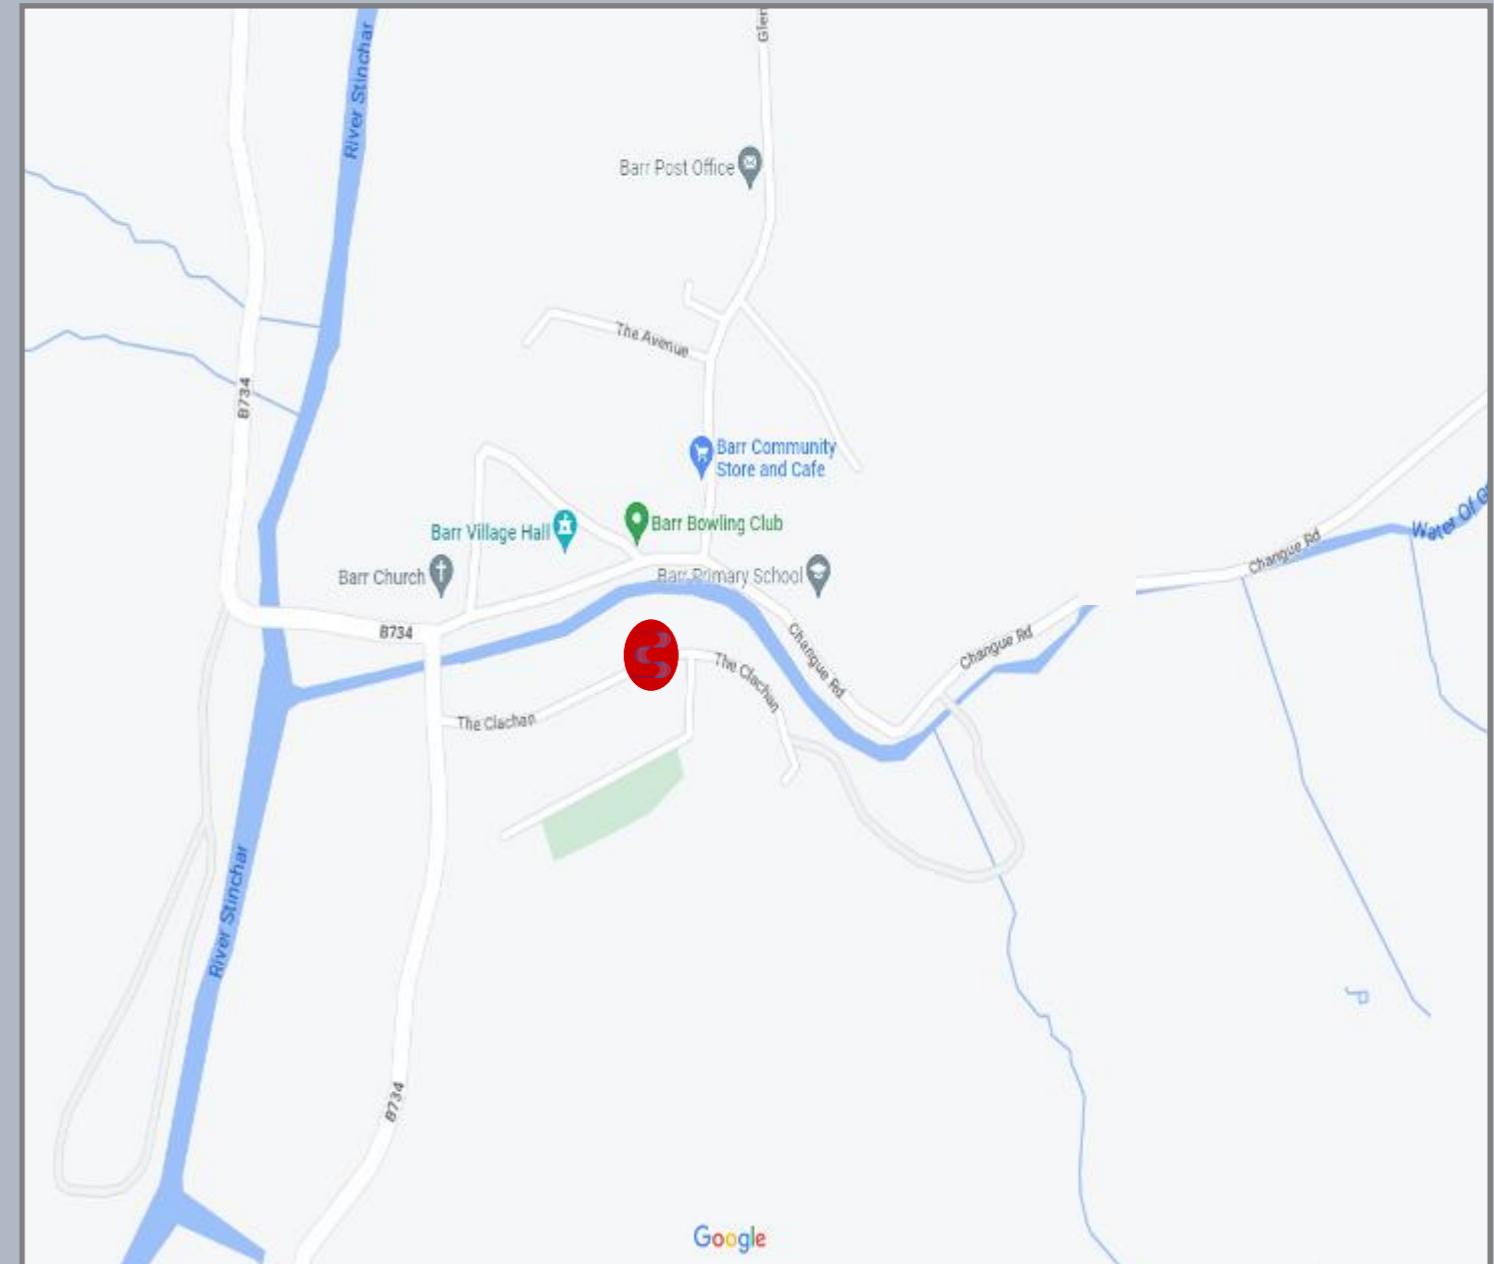 Glen
River Stinchar
Barr Post Office
The Avenue
B734
Barr Community
Store and Cafe
Barr Village Hall
Barr Bowling Club
Water Of G
Changue Rd
Barr Church
Barr Primary School
B734
Changue Rd
Changue Rd
The Clachan
The Clachan
River Stinchar
B734
Google